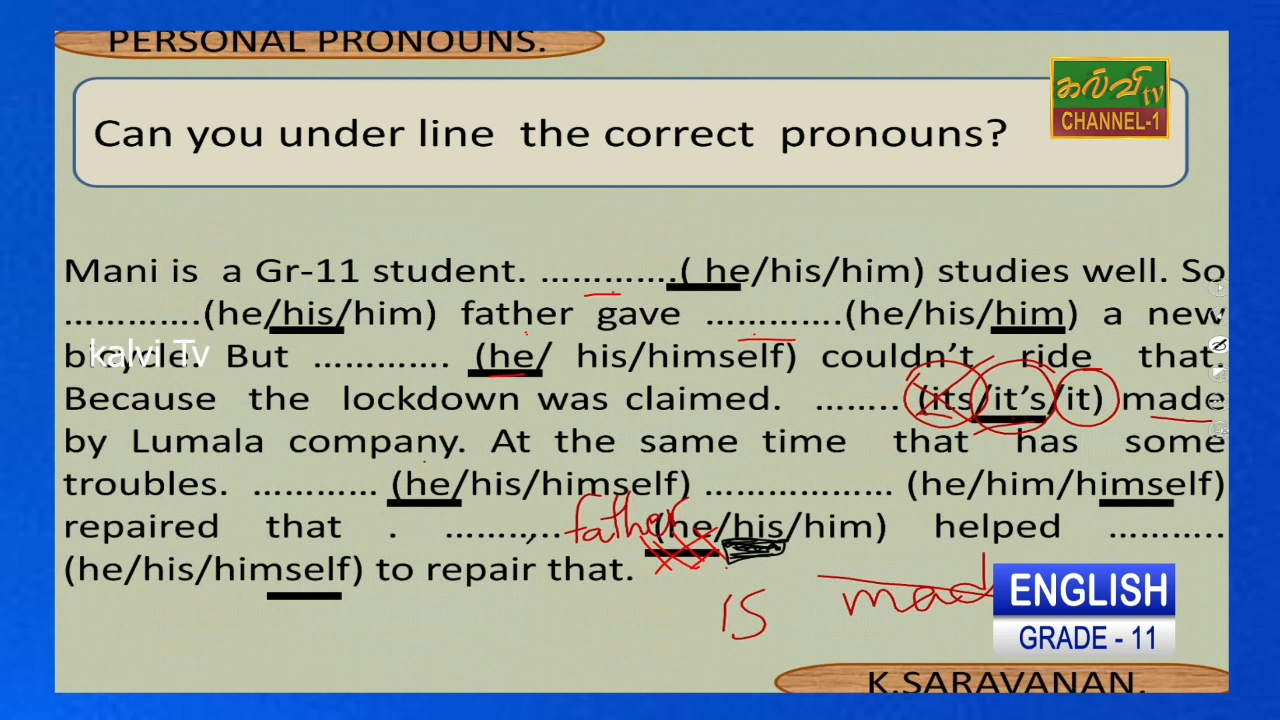 PERSONAL PRONOUNS.
Can you under line the correct pronouns?
கல்வி tv
CHANNEL-1
Mani is a Gr-11 student. ………….( he/his/him) studies well. So
………….(he/his/him) father gave ………….(he/his/him) a new
bicycle. But …………. (he/ his/himself) couldn't ride that.
kalvi Tv
Because the lockdown was claimed. …….. (its/it's/it) made
by Lumala company. At the same time that has some
troubles. ………… (he/his/himself) ……………… (he/him/himself)
repaired that . ………,.. father (he/his/him) helped ………..
(he/his/himself) to repair that.
is made
ENGLISH
GRADE - 11
K.SARAVANAN.